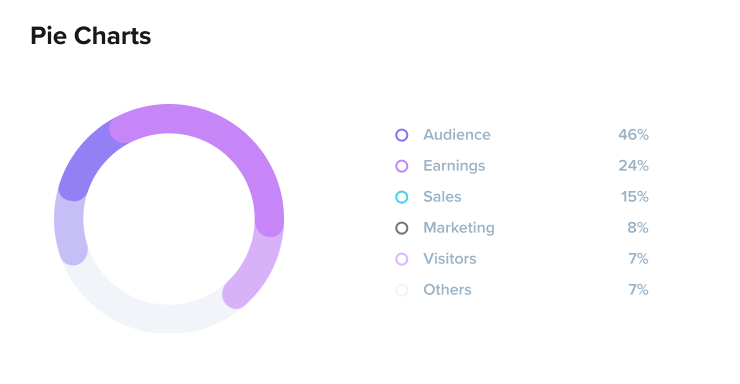 Pie Charts
Audience 46%
Earnings 24%
Sales 15%
Marketing 8%
Visitors 7%
Others 7%